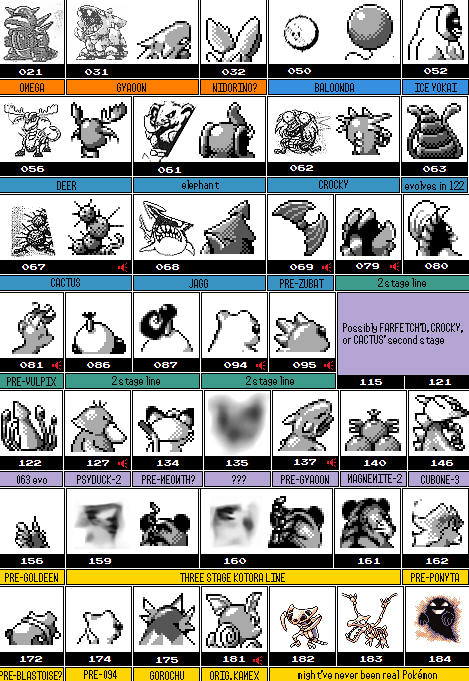 021 031 032 050 052
OMEGA GYAOON NIDORINO? BALOONDA ICE YOKAI
056 061 062 063
DEER elephant CROCKY evolves in 122
067 068 069 079 080
CACTUS JAGG PRE-ZUBAT 2 stage line
Possibly FARFETCH'D, CROCKY,
or CACTUS' second stage
081 086 087 094 095 115 121
PRE-VULPIX 2 stage line 2 stage line
122 127 134 135 137 140 146
063 evo PSYDUCK-2 PRE-MEOWTH? ??? PRE-GYAOON MAGNEMITE-2 CUBONE-3
156 159 160 161 162
PRE-GOLDEEN THREE STAGE KOTORA LINE PRE-PONYTA
172 174 175 181 182 183 184
PRE-BLASTOISE? PRE-094 GOROCHU ORIG. KAMEX might've never been real Pokémon